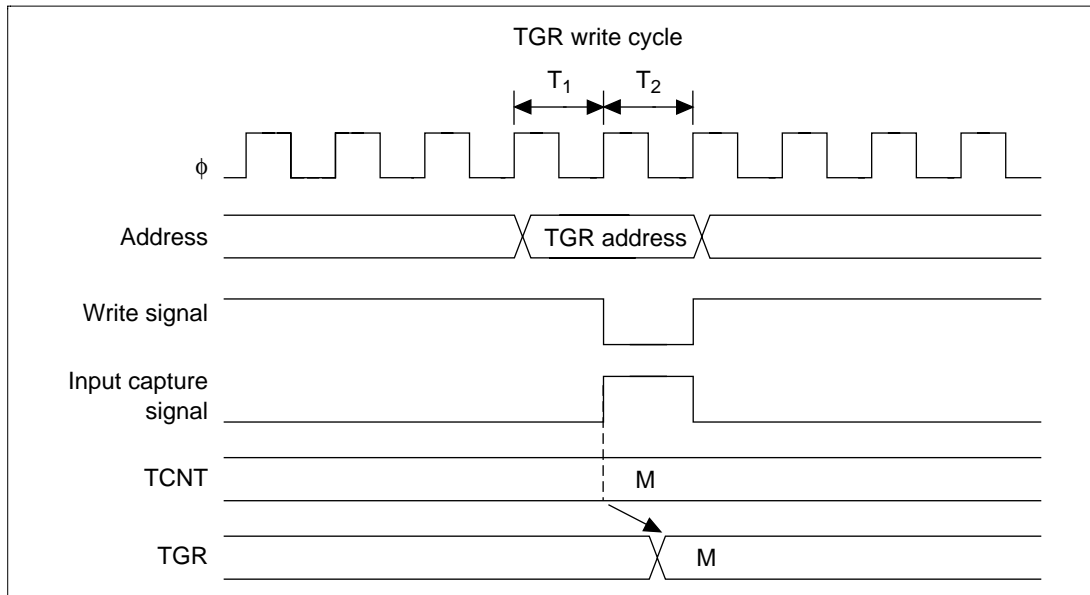 TGR write cycle
T1 T2
ϕ
Address
TGR address
Write signal
Input capture
signal
TCNT
M
TGR
M